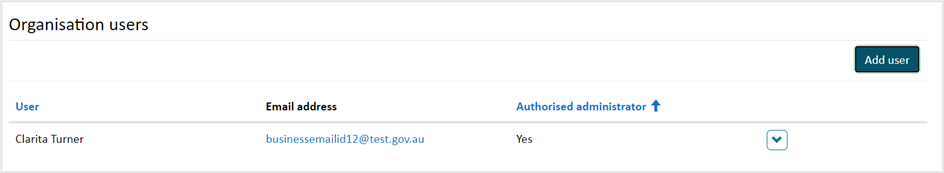 Organisation users
Add user
User Email address Authorised administrator
Clarita Turner businessemailid12@test.gov.au Yes